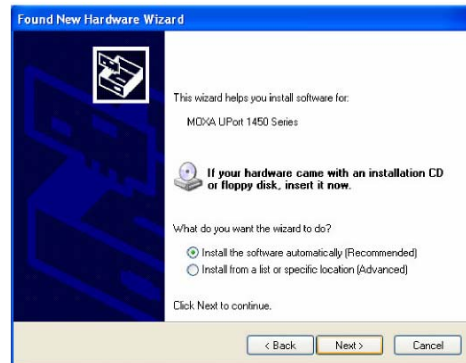 Found New Hardware Wizard
This wizard helps you install software for:
MOXA UPort 1450 Series
If your hardware came with an installation CD
or floppy disk, insert it now.
What do you want the wizard to do?
Install the software automatically (Recommended)
Install from a list or specific location (Advanced)
Click Next to continue.
< Back
Next >
Cancel